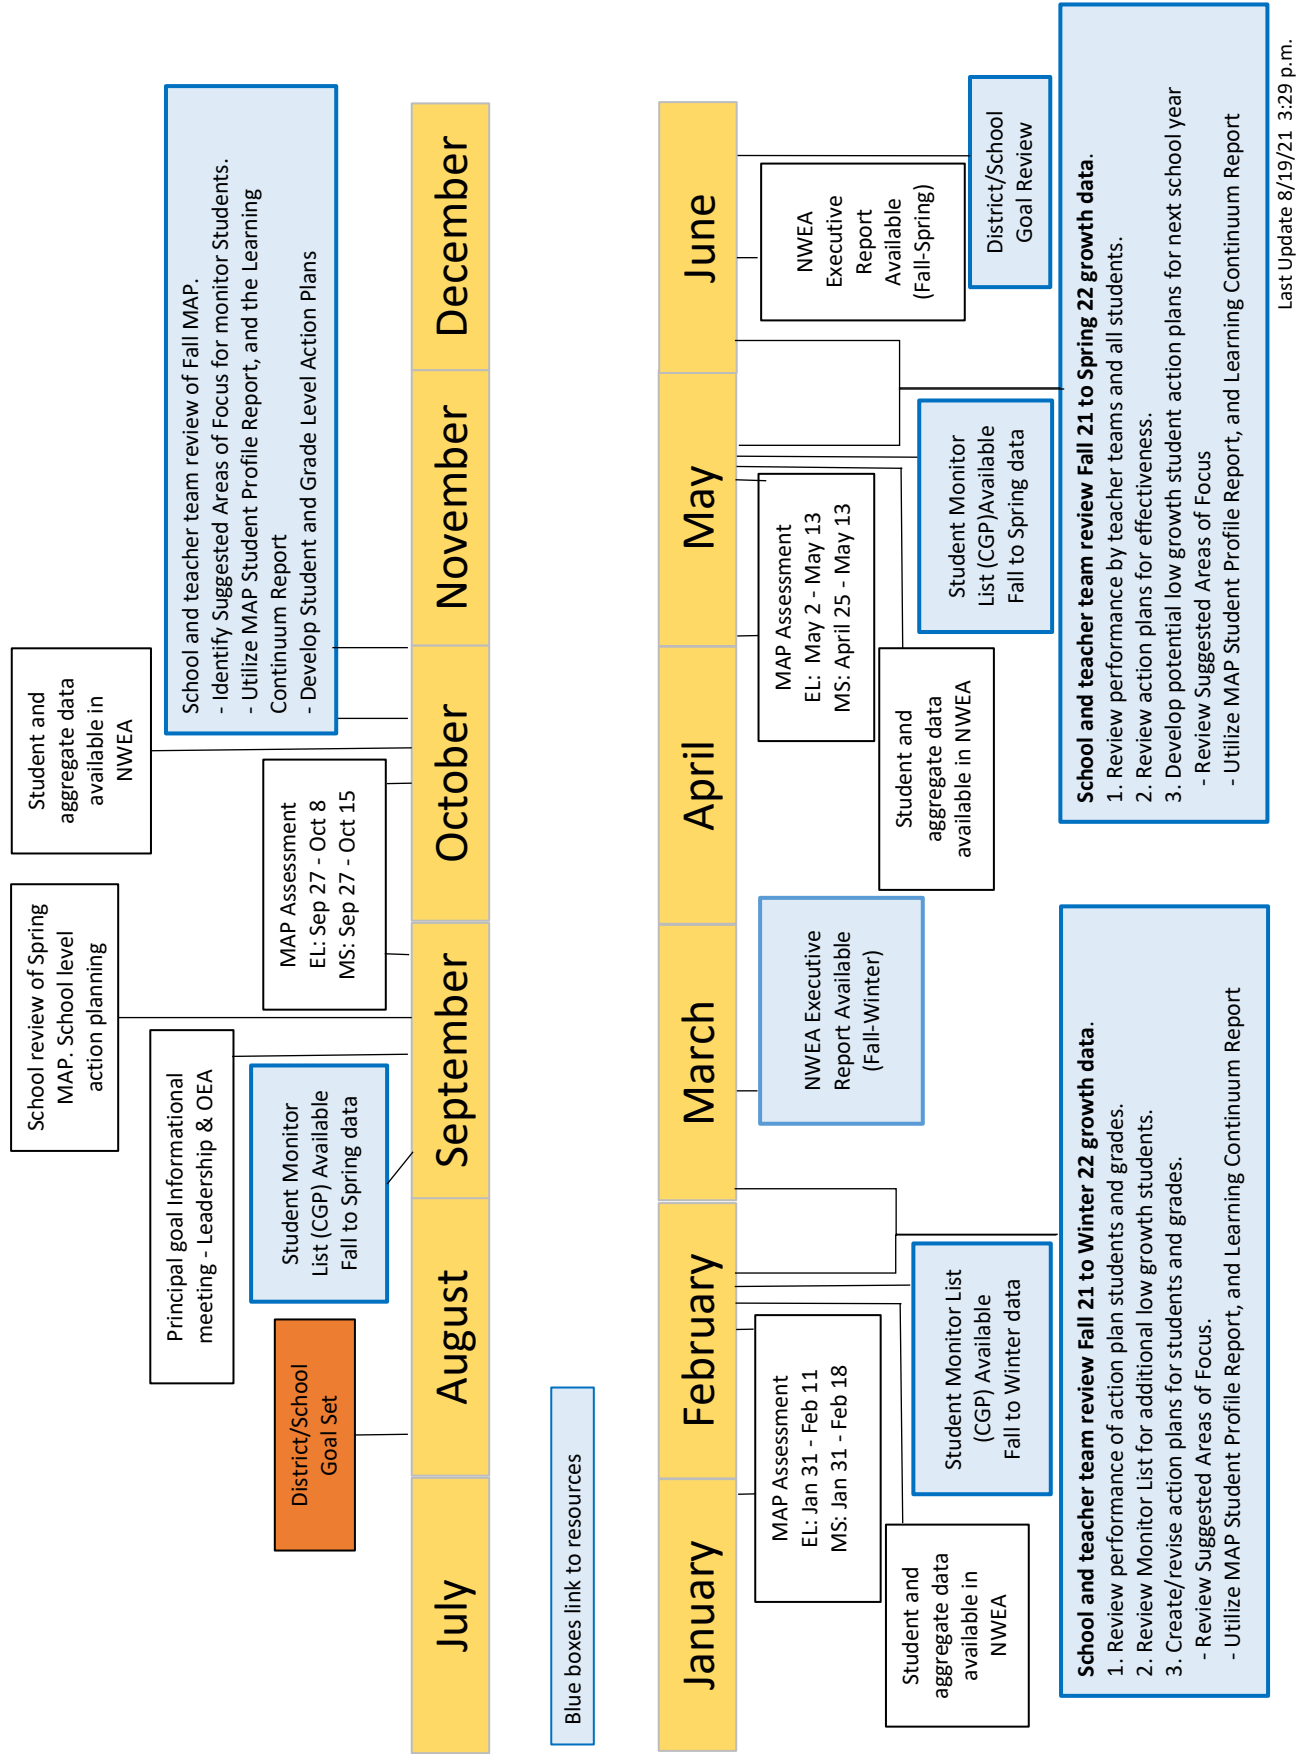 School review of Spring
MAP. School level
action planning
Student and
aggregate data
available in
NWEA
Principal goal Informational
meeting - Leadership & OEA
School and teacher team review of Fall MAP.
- Identify Suggested Areas of Focus for monitor Students.
- Utilize MAP Student Profile Report, and the Learning
Continuum Report
- Develop Student and Grade Level Action Plans
District/School
Goal Set
Student Monitor
List (CGP) Available
Fall to Spring data
MAP Assessment
EL: Sep 27 - Oct 8
MS: Sep 27 - Oct 15
July
August
September
October
November
December
Blue boxes link to resources
January
February
March
April
May
June
MAP Assessment
EL: Jan 31 - Feb 11
MS: Jan 31 - Feb 18
NWEA Executive
Report Available
(Fall-Winter)
MAP Assessment
EL: May 2 - May 13
MS: April 25 - May 13
NWEA
Executive
Report
Available
(Fall-Spring)
Student and
aggregate data
available in
NWEA
Student Monitor List
(CGP) Available
Fall to Winter data
Student and
aggregate data
available in NWEA
Student Monitor
List (CGP)Available
Fall to Spring data
District/School
Goal Review
School and teacher team review Fall 21 to Winter 22 growth data.
1. Review performance of action plan students and grades.
2. Review Monitor List for additional low growth students
3. Create/revise action plans for students and grades.
- Review Suggested Areas of Focus.
- Utilize MAP Student Profile Report, and Learning Continuum Report
School and teacher team review Fall 21 to Spring 22 growth data.
1. Review performance by teacher teams and all students.
2. Review action plans for effectiveness.
3. Develop potential low growth student action plans for next school year
- Review Suggested Areas of Focus
- Utilize MAP Student Profile Report, and Learning Continuum Report
Last Update 8/19/21 3:29 p.m.